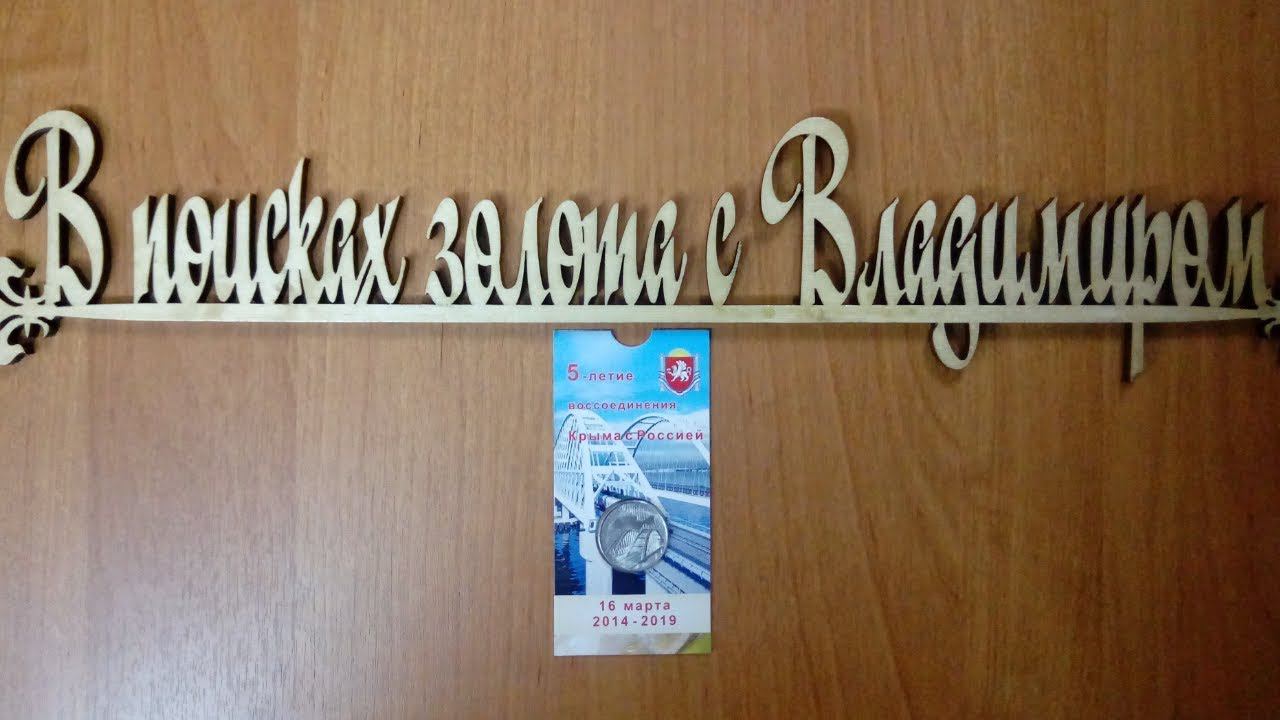 В поисках золота с Владимиром
5-летие
воссоединения
Крыма с Россией
16 марта
2014-2019